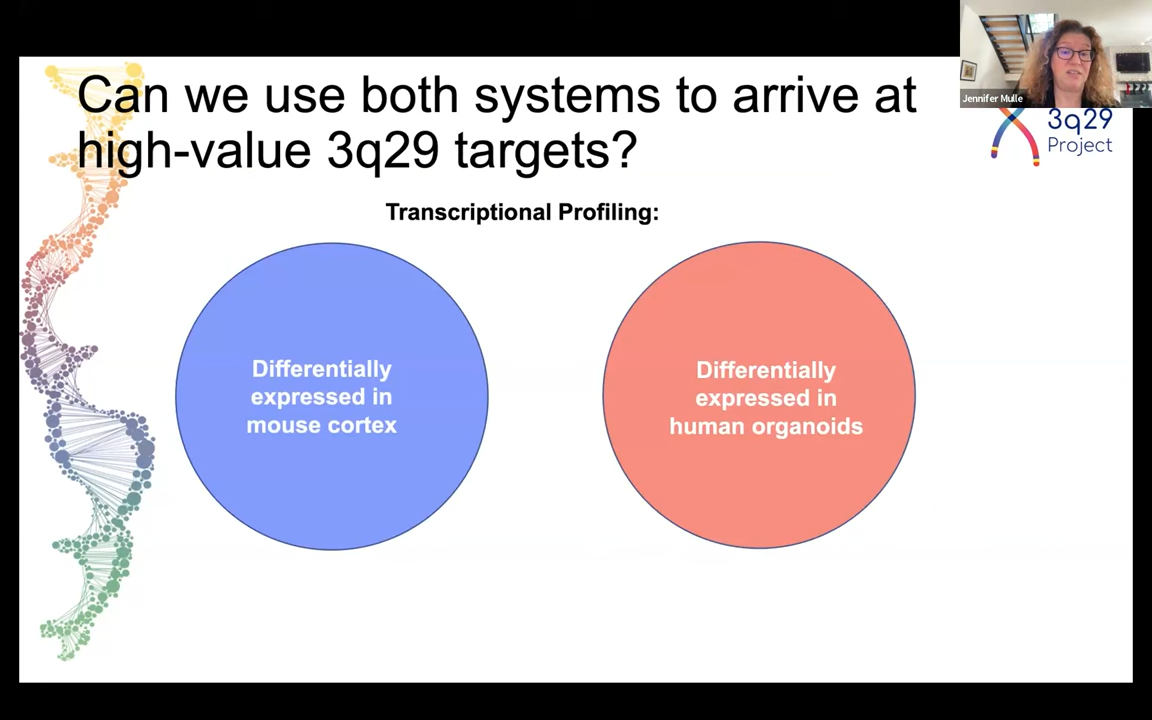 Can we use both systems to arrive at
high-value 3q29 targets?
Jennifer Mulle
3q29
Project
Transcriptional Profiling:
Differentially
expressed in
mouse cortex
Differentially
expressed in
human organoids